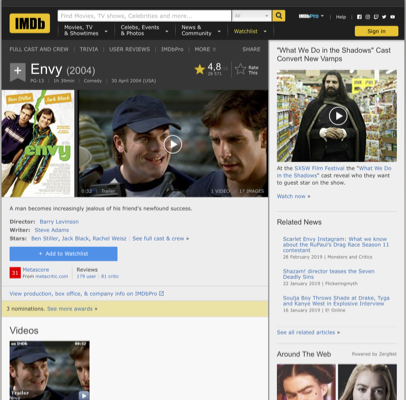 IMDb
Find Movies, TV shows, Celebrities and more...
All
IMDbPro
Help
Movies, TV
& Showtimes
Celebs, Events
& Photos
News &
Community
Watchlist
Sign in
FULL CAST AND CREW
TRIVIA
USER REVIEWS
IMDbPro
MORE
SHARE
Envy (2004)
PG-13
1h 39min
Comedy
30 April 2004 (USA)
4,8
Rate
This
Ben Stiller
Jack Black
envy
0:32
Trailer
1 VIDEO
17 IMAGES
A man becomes increasingly jealous of his friend's newfound success.
Director: Barry Levinson
Writer: Steve Adams
Stars: Ben Stiller, Jack Black, Rachel Weisz | See full cast & crew »
+ Add to Watchlist
31
Metascore
From metacritic.com
Reviews
179 user
81 critic
View production, box office, & company info on IMDbPro
3 nominations. See more awards »
Videos
on IMDb
Trailer
"What We Do in the Shadows" Cast
Convert New Vamps
At the SXSW Film Festival the "What We Do
in the Shadows" cast reveal who they want
to guest star on the show.
Watch now »
Related News
Scarlet Envy Instagram: What we know
about the RuPaul's Drag Race Season 11
contestant
28 February 2019 | Monsters and Critics
Shazam! director teases the Seven
Deadly Sins
22 January 2019 | Flickeringmyth
Soulja Boy Throws Shade at Drake, Tyga
and Kanye West in Explosive Interview
16 January 2019 | E! Online
See all related articles »
Around The Web
Powered by ZergNet